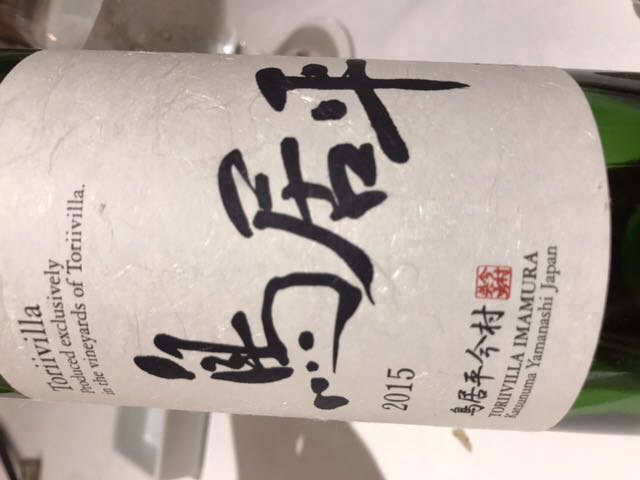 Toriivilla
Produced exclusively
in the vineyards of Toriivilla.
鳥居平
2015
鳥居平今村
TORIIVILLA IMAMURA
Katsunuma Yamanashi Japan